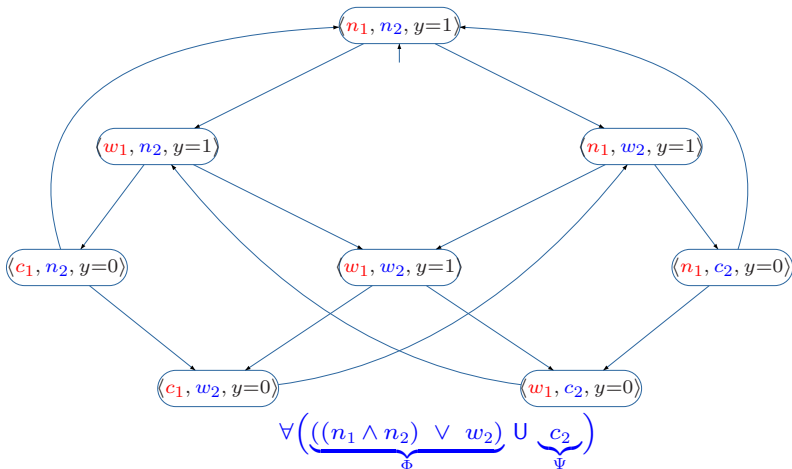 ⟨n₁, n₂, y=1⟩
⟨w₁, n₂, y=1⟩ ⟨n₁, w₂, y=1⟩
⟨c₁, n₂, y=0⟩ ⟨w₁, w₂, y=1⟩ ⟨n₁, c₂, y=0⟩
⟨c₁, w₂, y=0⟩ ⟨w₁, c₂, y=0⟩
∀(((n₁ ∧ n₂) ∨ w₂) U c₂)
Φ Ψ